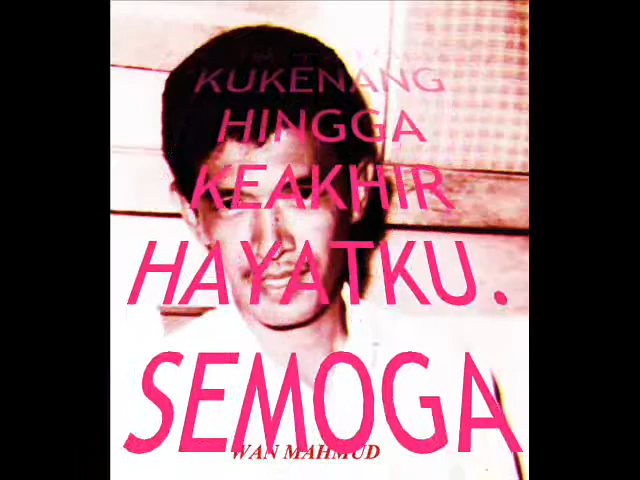 KUKENANG
HINGGA
KEAKHIR
HAYATKU.
SEMOGA
WAN MAHMUD